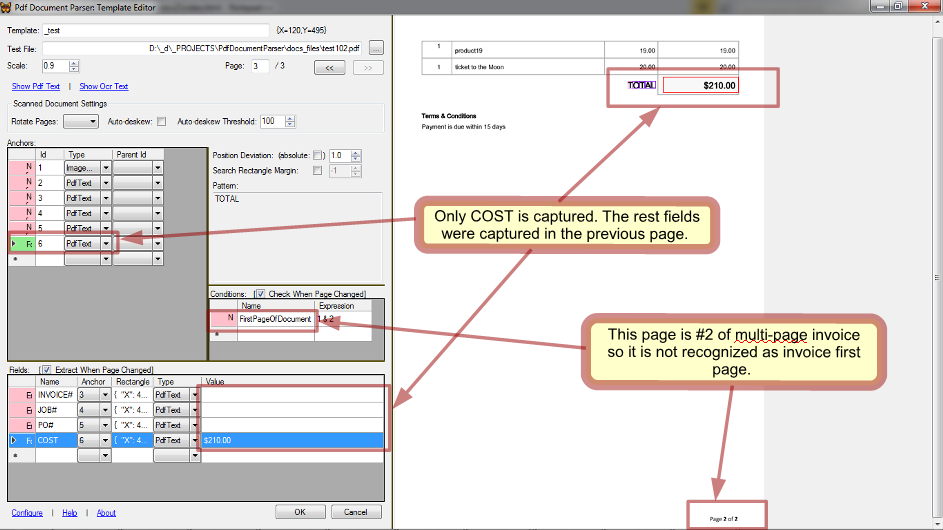 Pdf Document Parser: Template Editor
Template: _test {X=120,Y=495}
Test File: D:\_d\_PROJECTS\PdfDocumentParser\docs_files\test102.pdf ...
Scale: 0.9 Page: 3 / 3 << >>
Show Pdf Text | Show Ocr Text
Scanned Document Settings
Rotate Pages: Auto-deskew: Auto-deskew Threshold: 100
Anchors:
Id Type Parent Id
N 1 Image...
N 2 PdfText
N 3 PdfText
N 4 PdfText
N 5 PdfText
Fc 6 PdfText
Position Deviation: (absolute: ) 1.0
Search Rectangle Margin: -1
Pattern:
TOTAL
Conditions: [ Check When Page Changed]
Name Expression
N FirstPageOfDocument 1 & 2
Fields: [ Extract When Page Changed]
Name Anchor Rectangle Type Value
INVOICE# 3 { "X": 4... PdfText
JOB# 4 { "X": 4... PdfText
PO# 5 { "X": 4... PdfText
COST 6 { "X": 4... PdfText $210.00
Configure | Help | About OK Cancel
1 product19 19.00 19.00
1 ticket to the Moon 20.00 20.00
TOTAL $210.00
Terms & Conditions
Payment is due within 15 days
Only COST is captured. The rest fields
were captured in the previous page.
This page is #2 of multi-page invoice
so it is not recognized as invoice first
page.
Page 2 of 2